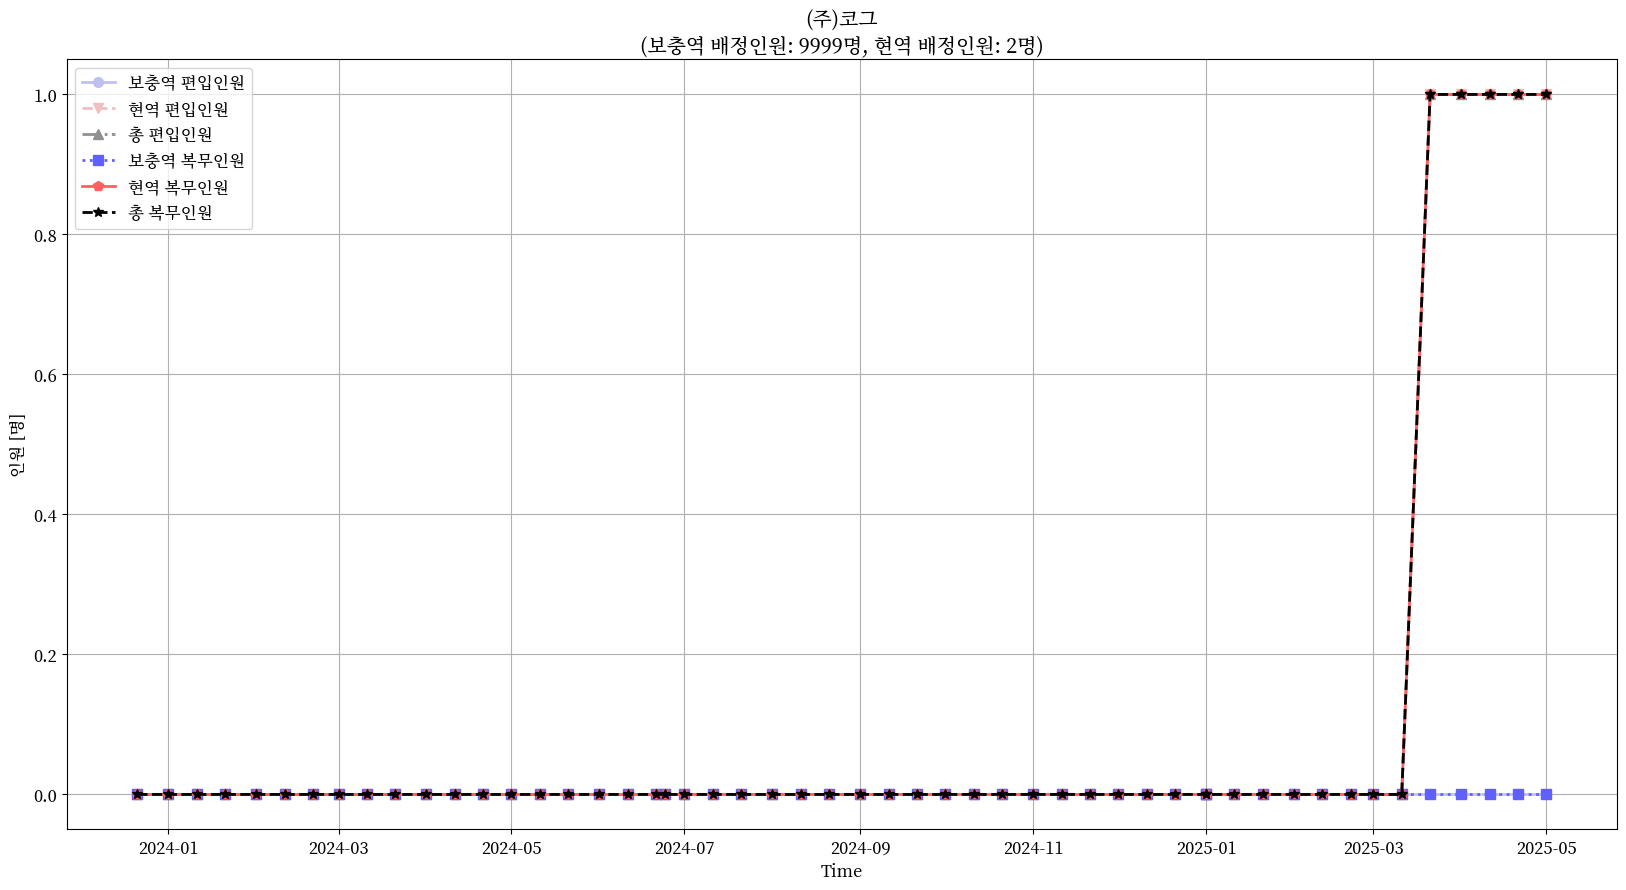 (주)코그
(보충역 배정인원: 9999명, 현역 배정인원: 2명)
보충역 편입인원
현역 편입인원
총 편입인원
보충역 복무인원
현역 복무인원
총 복무인원
1.0
0.8
0.6
0.4
0.2
0.0
인원 [명]
2024-01
2024-03
2024-05
2024-07
2024-09
2024-11
2025-01
2025-03
2025-05
Time